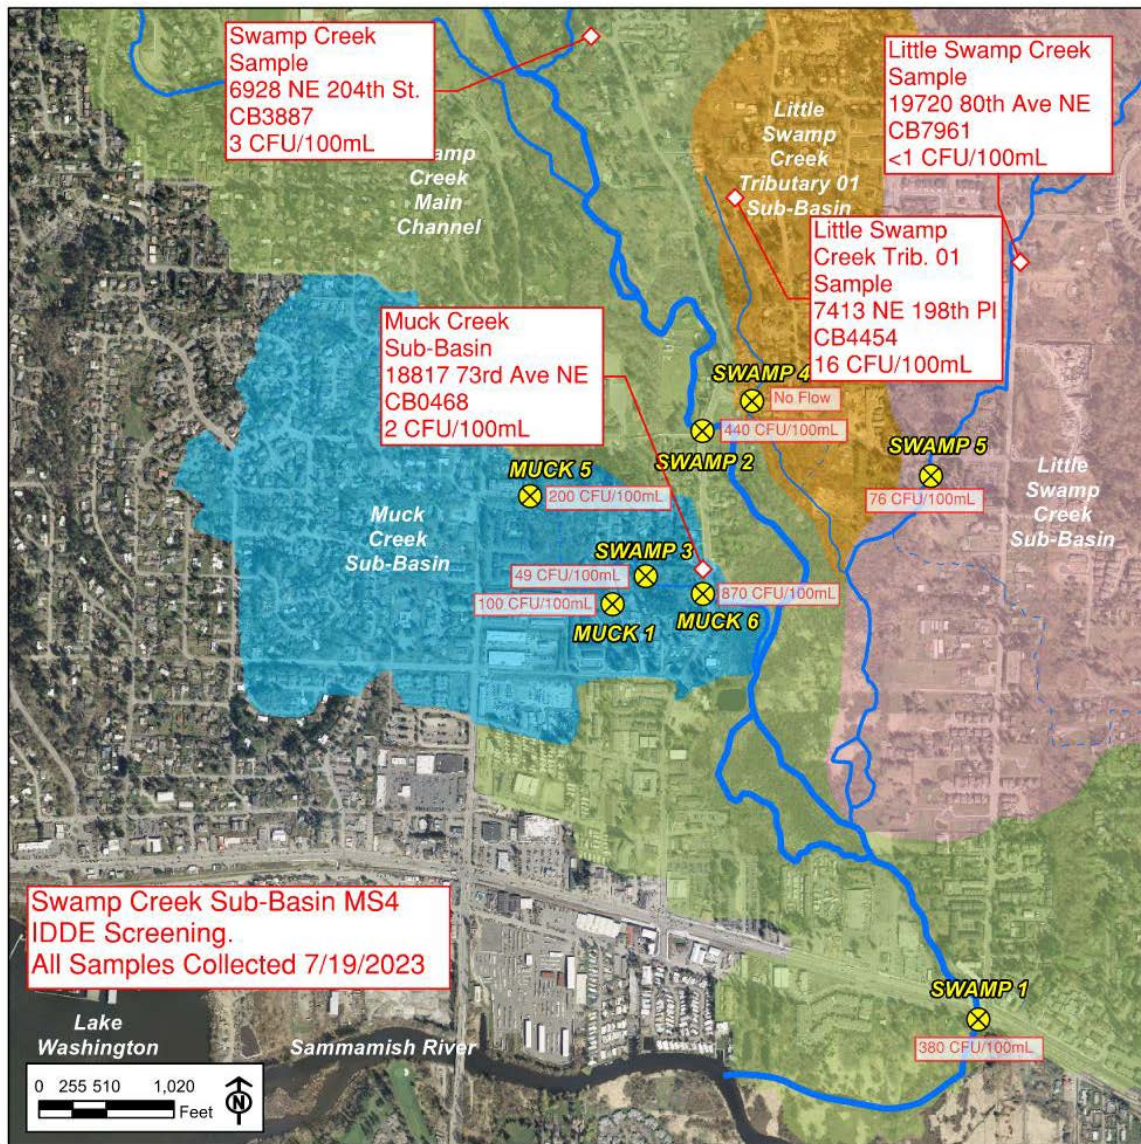 Swamp Creek
Sample
6928 NE 204th St.
CB3887
3 CFU/100mL
Little Swamp Creek
Sample
19720 80th Ave NE
CB7961
<1 CFU/100mL
Little
Swamp
Creek
Tributary 01
Sub-Basin
Creek
Main
Channel
Little Swamp
Creek Trib. 01
Sample
7413 NE 198th Pl
CB4454
16 CFU/100mL
Muck Creek
Sub-Basin
18817 73rd Ave NE
CB0468
2 CFU/100mL
SWAMP 4
No Flow
440 CFU/100mL
SWAMP 2
SWAMP 5
76 CFU/100mL
Little
Swamp
Creek
Sub-Basin
MUCK 5
200 CFU/100mL
Muck
Creek
Sub-Basin
SWAMP 3
49 CFU/100mL
100 CFU/100mL
MUCK 1
870 CFU/100mL
MUCK 6
Swamp Creek Sub-Basin MS4
IDDE Screening.
All Samples Collected 7/19/2023
SWAMP 1
380 CFU/100mL
Lake
Washington
Sammamish River
0 255 510 1,020
Feet
N